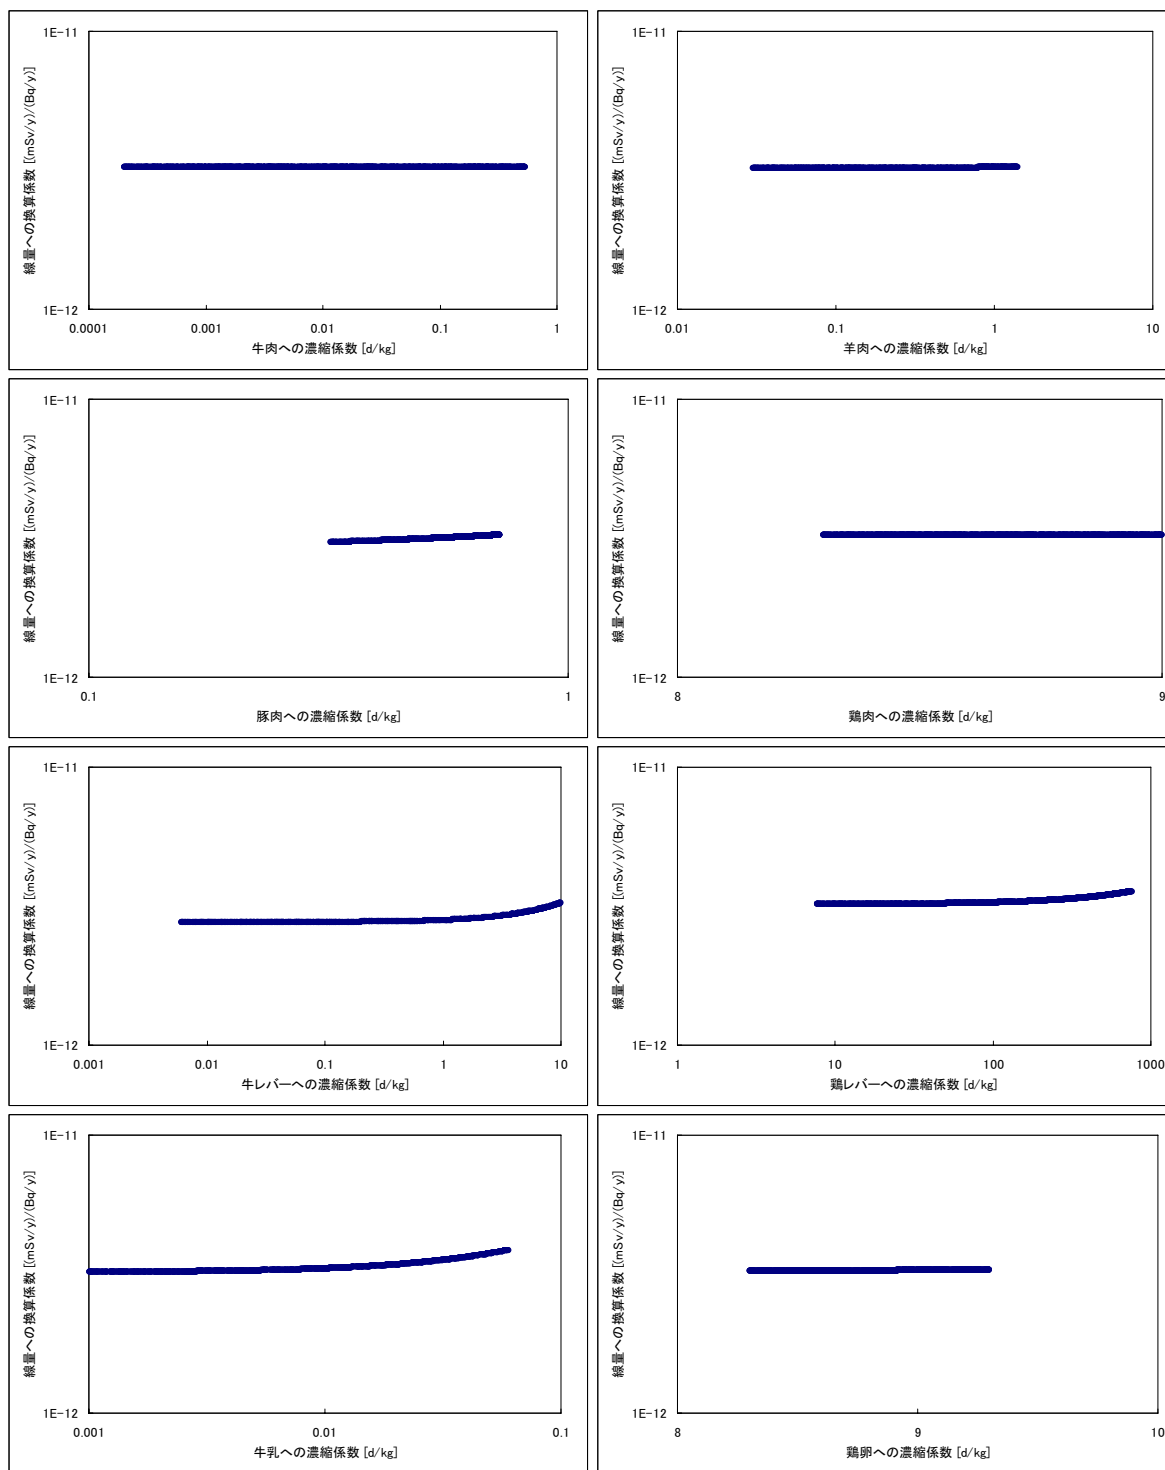 1E-11
線量への換算係数 [(mSv/y)/(Bq/y)]
1E-12
0.0001 0.001 0.01 0.1 1
牛肉への濃縮係数 [d/kg]
1E-11
線量への換算係数 [(mSv/y)/(Bq/y)]
1E-12
0.01 0.1 1 10
羊肉への濃縮係数 [d/kg]
1E-11
線量への換算係数 [(mSv/y)/(Bq/y)]
1E-12
0.1 1
豚肉への濃縮係数 [d/kg]
1E-11
線量への換算係数 [(mSv/y)/(Bq/y)]
1E-12
8 9
鶏肉への濃縮係数 [d/kg]
1E-11
線量への換算係数 [(mSv/y)/(Bq/y)]
1E-12
0.001 0.01 0.1 1 10
牛レバーへの濃縮係数 [d/kg]
1E-11
線量への換算係数 [(mSv/y)/(Bq/y)]
1E-12
1 10 100 1000
鶏レバーへの濃縮係数 [d/kg]
1E-11
線量への換算係数 [(mSv/y)/(Bq/y)]
1E-12
0.001 0.01 0.1
牛乳への濃縮係数 [d/kg]
1E-11
線量への換算係数 [(mSv/y)/(Bq/y)]
1E-12
8 9 10
鶏卵への濃縮係数 [d/kg]